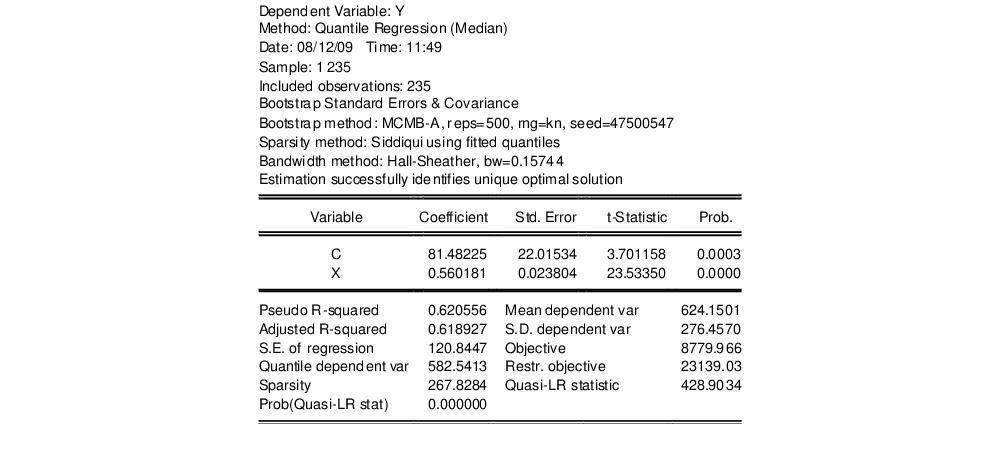 Dependent Variable: Y
Method: Quantile Regression (Median)
Date: 08/12/09 Time: 11:49
Sample: 1 235
Included observations: 235
Bootstrap Standard Errors & Covariance
Bootstrap method: MCMB-A, reps=500, rng=kn, seed=47500547
Sparsity method: Siddiqui using fitted quantiles
Bandwidth method: Hall-Sheather, bw=0.15744
Estimation successfully identifies unique optimal solution
Variable Coefficient Std. Error t-Statistic Prob.
C 81.48225 22.01534 3.701158 0.0003
X 0.560181 0.023804 23.53350 0.0000
Pseudo R-squared 0.620556 Mean dependent var 624.1501
Adjusted R-squared 0.618927 S.D. dependent var 276.4570
S.E. of regression 120.8447 Objective 8779.966
Quantile dependent var 582.5413 Restr. objective 23139.03
Sparsity 267.8284 Quasi-LR statistic 428.9034
Prob(Quasi-LR stat) 0.000000